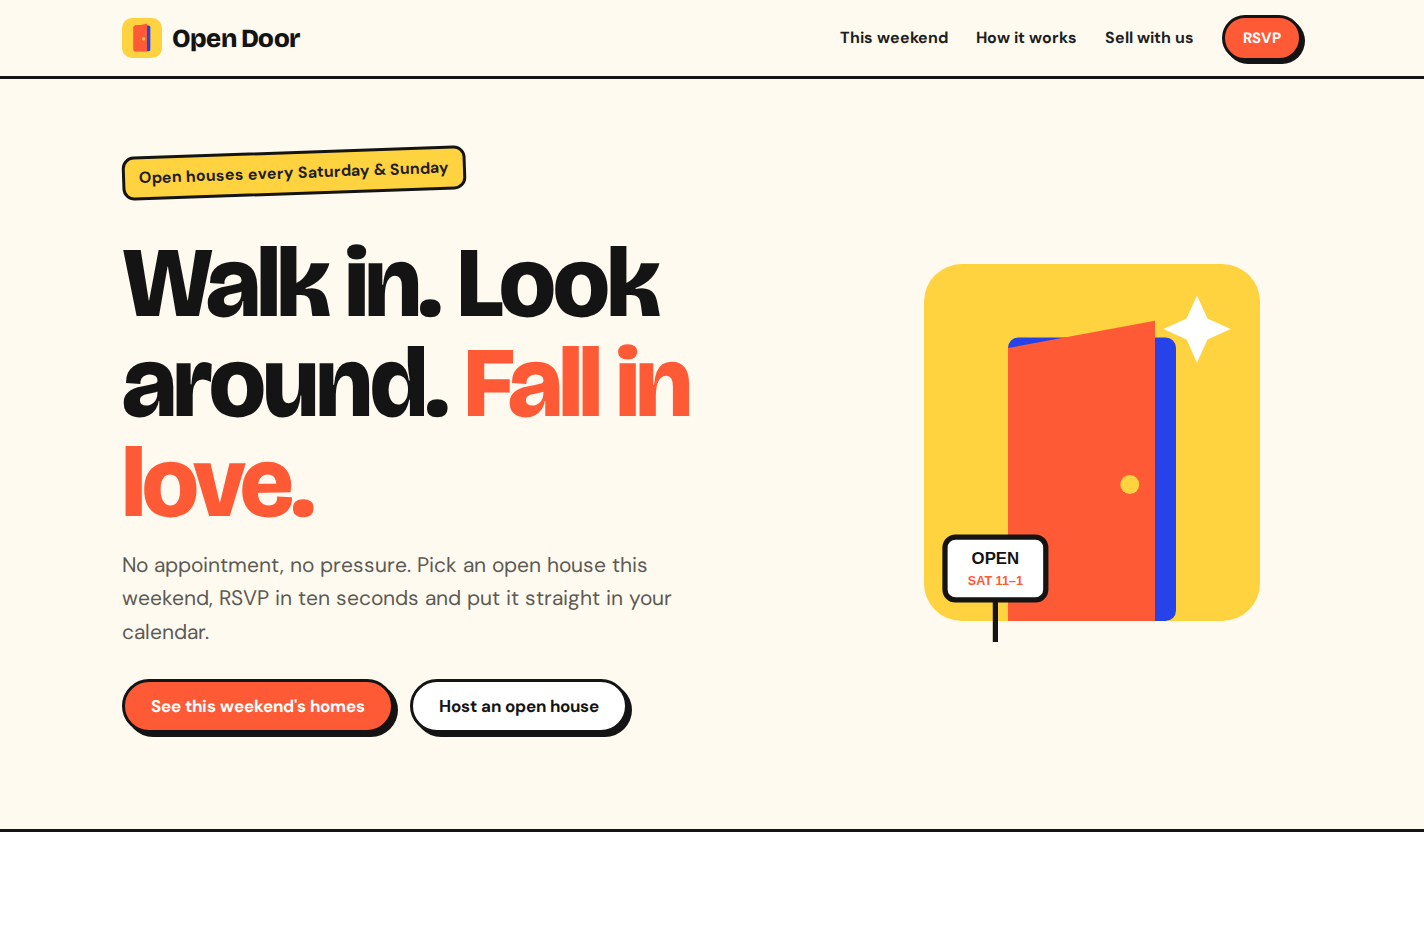 Open Door
This weekend
How it works
Sell with us
RSVP
Open houses every Saturday & Sunday
Walk in. Look
around. Fall in
love.
No appointment, no pressure. Pick an open house this
weekend, RSVP in ten seconds and put it straight in your
calendar.
See this weekend's homes
Host an open house
OPEN
SAT 11–1